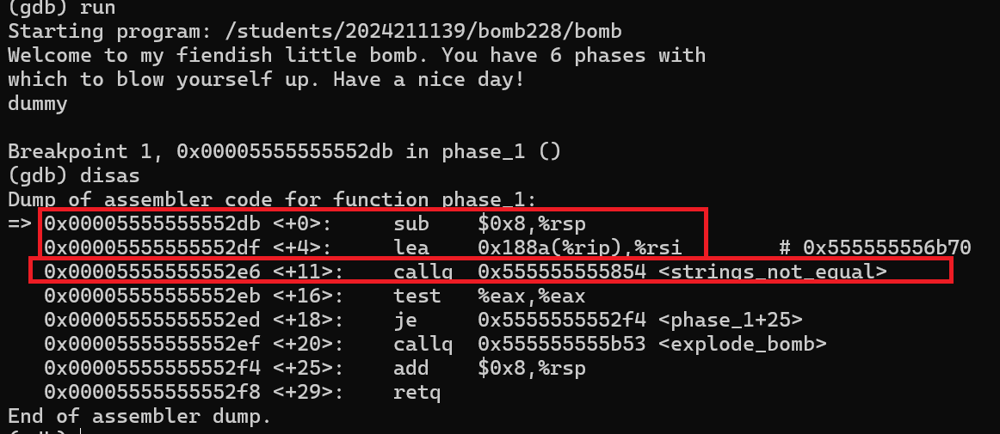 (gdb) run
Starting program: /students/2024211139/bomb228/bomb
Welcome to my fiendish little bomb. You have 6 phases with
which to blow yourself up. Have a nice day!
dummy
Breakpoint 1, 0x00005555555552db in phase_1 ()
(gdb) disas
Dump of assembler code for function phase_1:
=> 0x00005555555552db <+0>:     sub    $0x8,%rsp
0x00005555555552df <+4>:     lea    0x188a(%rip),%rsi        # 0x555555556b70
0x00005555555552e6 <+11>:    callq  0x555555555854 <strings_not_equal>
0x00005555555552eb <+16>:    test   %eax,%eax
0x00005555555552ed <+18>:    je     0x5555555552f4 <phase_1+25>
0x00005555555552ef <+20>:    callq  0x555555555b53 <explode_bomb>
0x00005555555552f4 <+25>:    add    $0x8,%rsp
0x00005555555552f8 <+29>:    retq
End of assembler dump.